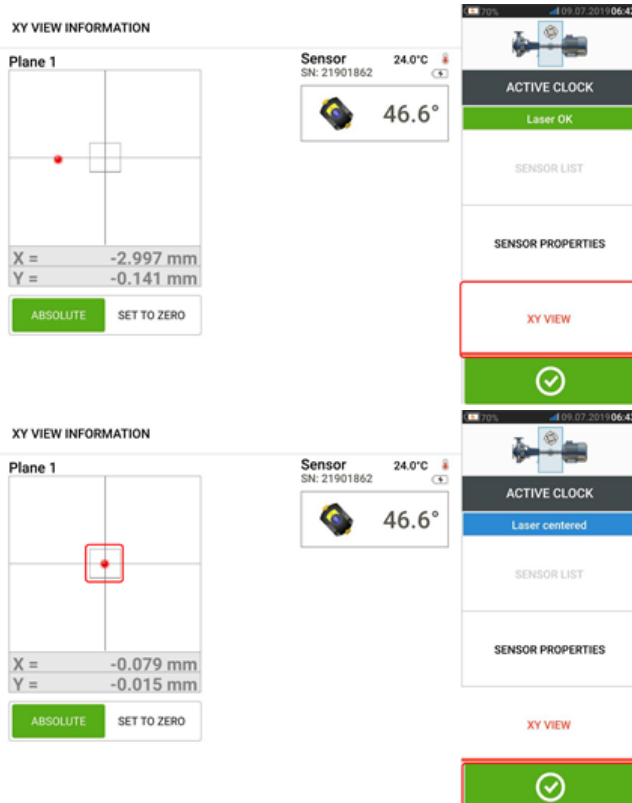 XY VIEW INFORMATION
Plane 1
X = -2.997 mm
Y = -0.141 mm
ABSOLUTE SET TO ZERO
Sensor 24.0°C
SN: 21901862
46.6°
70% 09.07.2019 06:43
ACTIVE CLOCK
Laser OK
SENSOR LIST
SENSOR PROPERTIES
XY VIEW
XY VIEW INFORMATION
Plane 1
X = -0.079 mm
Y = -0.015 mm
ABSOLUTE SET TO ZERO
Sensor 24.0°C
SN: 21901862
46.6°
70% 09.07.2019
ACTIVE CLOCK
Laser centered
SENSOR LIST
SENSOR PROPERTIES
XY VIEW